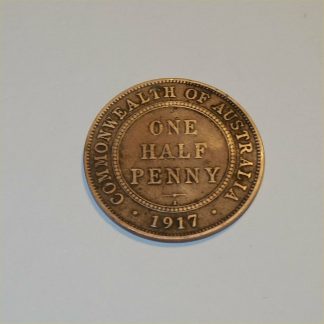 COMMONWEALTH OF AUSTRALIA
ONE
HALF
PENNY
· 1917 ·